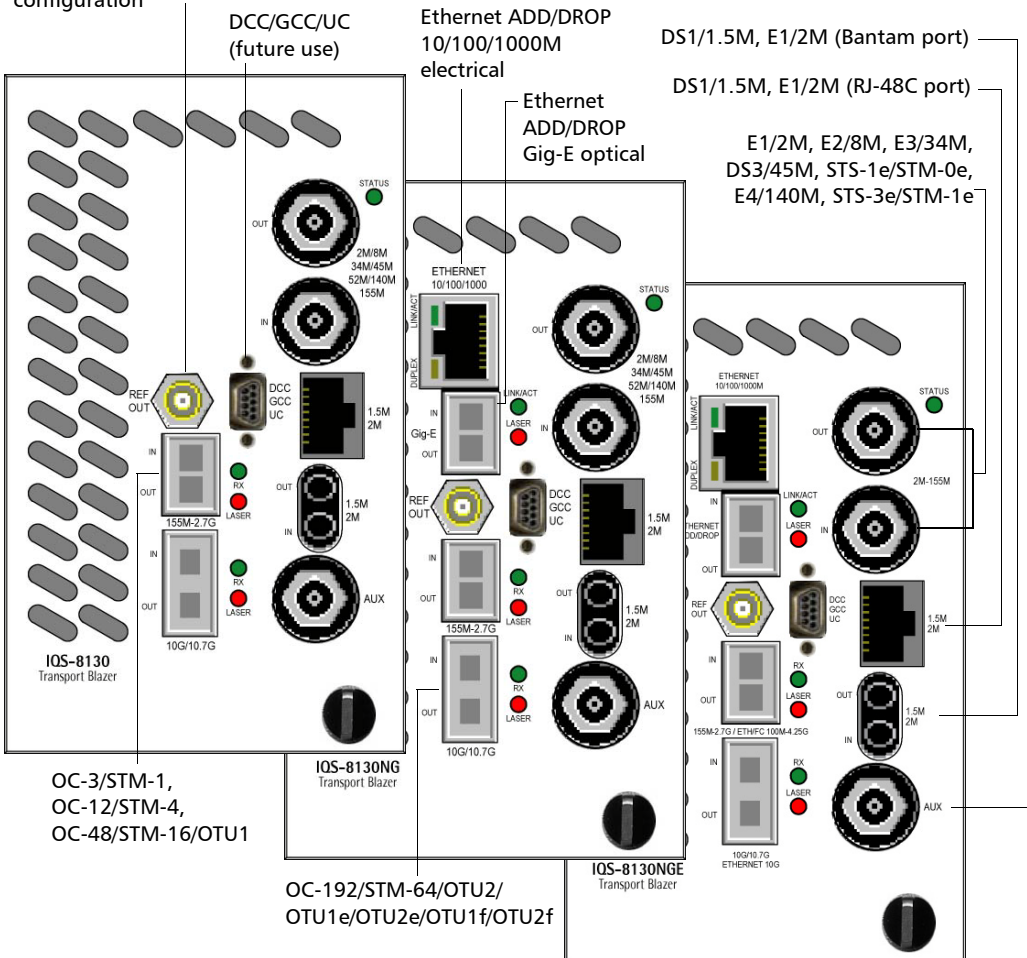 configuration
DCC/GCC/UC
(future use)
Ethernet ADD/DROP
10/100/1000M
electrical
Ethernet
ADD/DROP
Gig-E optical
DS1/1.5M, E1/2M (Bantam port)
DS1/1.5M, E1/2M (RJ-48C port)
E1/2M, E2/8M, E3/34M,
DS3/45M, STS-1e/STM-0e,
E4/140M, STS-3e/STM-1e
STATUS
OUT
2M/8M
34M/45M
52M/140M
155M
IN
REF
OUT
DCC
GCC
UC
1.5M
2M
IN
OUT
RX
LASER
155M-2.7G
OUT
IN
1.5M
2M
IN
OUT
RX
LASER
10G/10.7G
AUX
IQS-8130
Transport Blazer
ETHERNET
10/100/1000
LINK/ACT
DUPLEX
STATUS
OUT
2M/8M
34M/45M
52M/140M
155M
IN
IN
Gig-E
OUT
LINK/ACT
LASER
REF
OUT
DCC
GCC
UC
1.5M
2M
IN
OUT
RX
LASER
155M-2.7G
OUT
IN
1.5M
2M
IN
OUT
RX
LASER
10G/10.7G
AUX
IQS-8130NG
Transport Blazer
ETHERNET
10/100/1000M
LINK/ACT
DUPLEX
STATUS
OUT
2M-155M
IN
IN
OUT
LINK/ACT
LASER
DD/DROP
REF
OUT
DCC
GCC
UC
1.5M
2M
IN
OUT
RX
LASER
155M-2.7G / ETH/FC 100M-4.25G
OUT
IN
1.5M
2M
IN
OUT
RX
LASER
10G/10.7G
ETHERNET 10G
AUX
IQS-8130NGE
Transport Blazer
OC-3/STM-1,
OC-12/STM-4,
OC-48/STM-16/OTU1
OC-192/STM-64/OTU2/
OTU1e/OTU2e/OTU1f/OTU2f